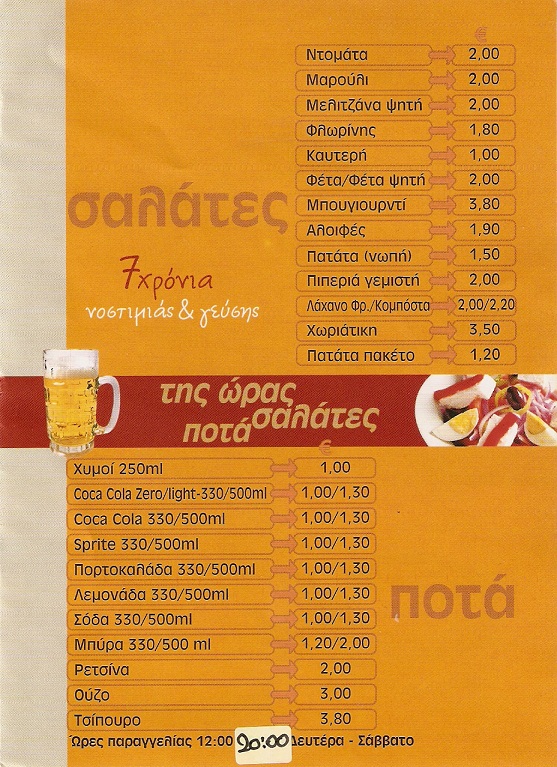 €
Ντομάτα 2,00
Μαρούλι 2,00
Μελιτζάνα ψητή 2,00
Φλωρίνης 1,80
Καυτερή 1,00
Φέτα/Φέτα ψητή 2,00
Μπουγιουρντί 3,80
Αλοιφές 1,90
Πατάτα (νωπή) 1,50
Πιπεριά γεμιστή 2,00
Λάχανο Φρ./Κομπόστα 2,00/2,20
Χωριάτικη 3,50
Πατάτα πακέτο 1,20
σαλάτες
7χρόνια
νοστιμιάς & γεύσης
της ώρας
σαλάτες
ποτά
€
Χυμοί 250ml 1,00
Coca Cola Zero/light-330/500ml 1,00/1,30
Coca Cola 330/500ml 1,00/1,30
Sprite 330/500ml 1,00/1,30
Πορτοκαλάδα 330/500ml 1,00/1,30
Λεμονάδα 330/500ml 1,00/1,30
Σόδα 330/500ml 1,00/1,30
Μπύρα 330/500 ml 1,20/2,00
Ρετσίνα 2,00
Ούζο 3,00
Τσίπουρο 3,80
ποτά
Ώρες παραγγελίας 12:00 20:00 Δευτέρα - Σάββατο